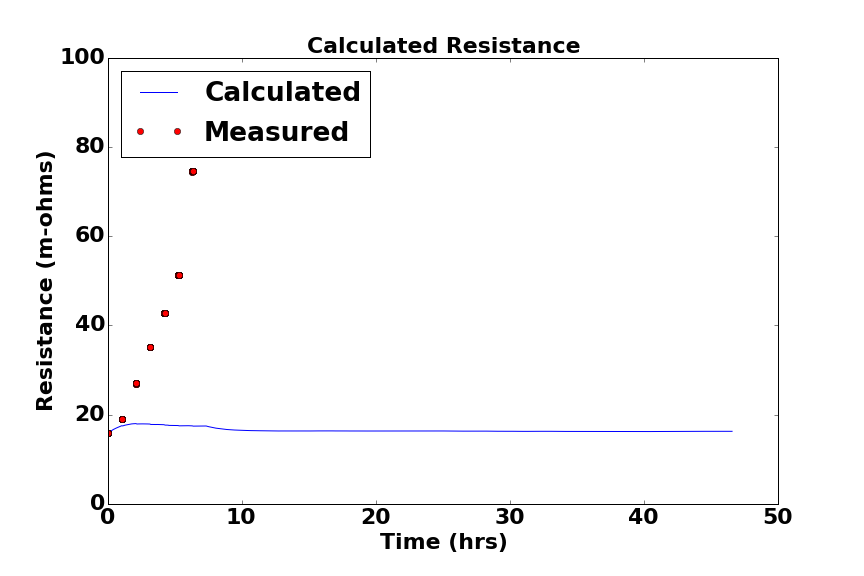 Calculated Resistance
Calculated
Measured
Resistance (m-ohms)
100
80
60
40
20
0
0 10 20 30 40 50
Time (hrs)